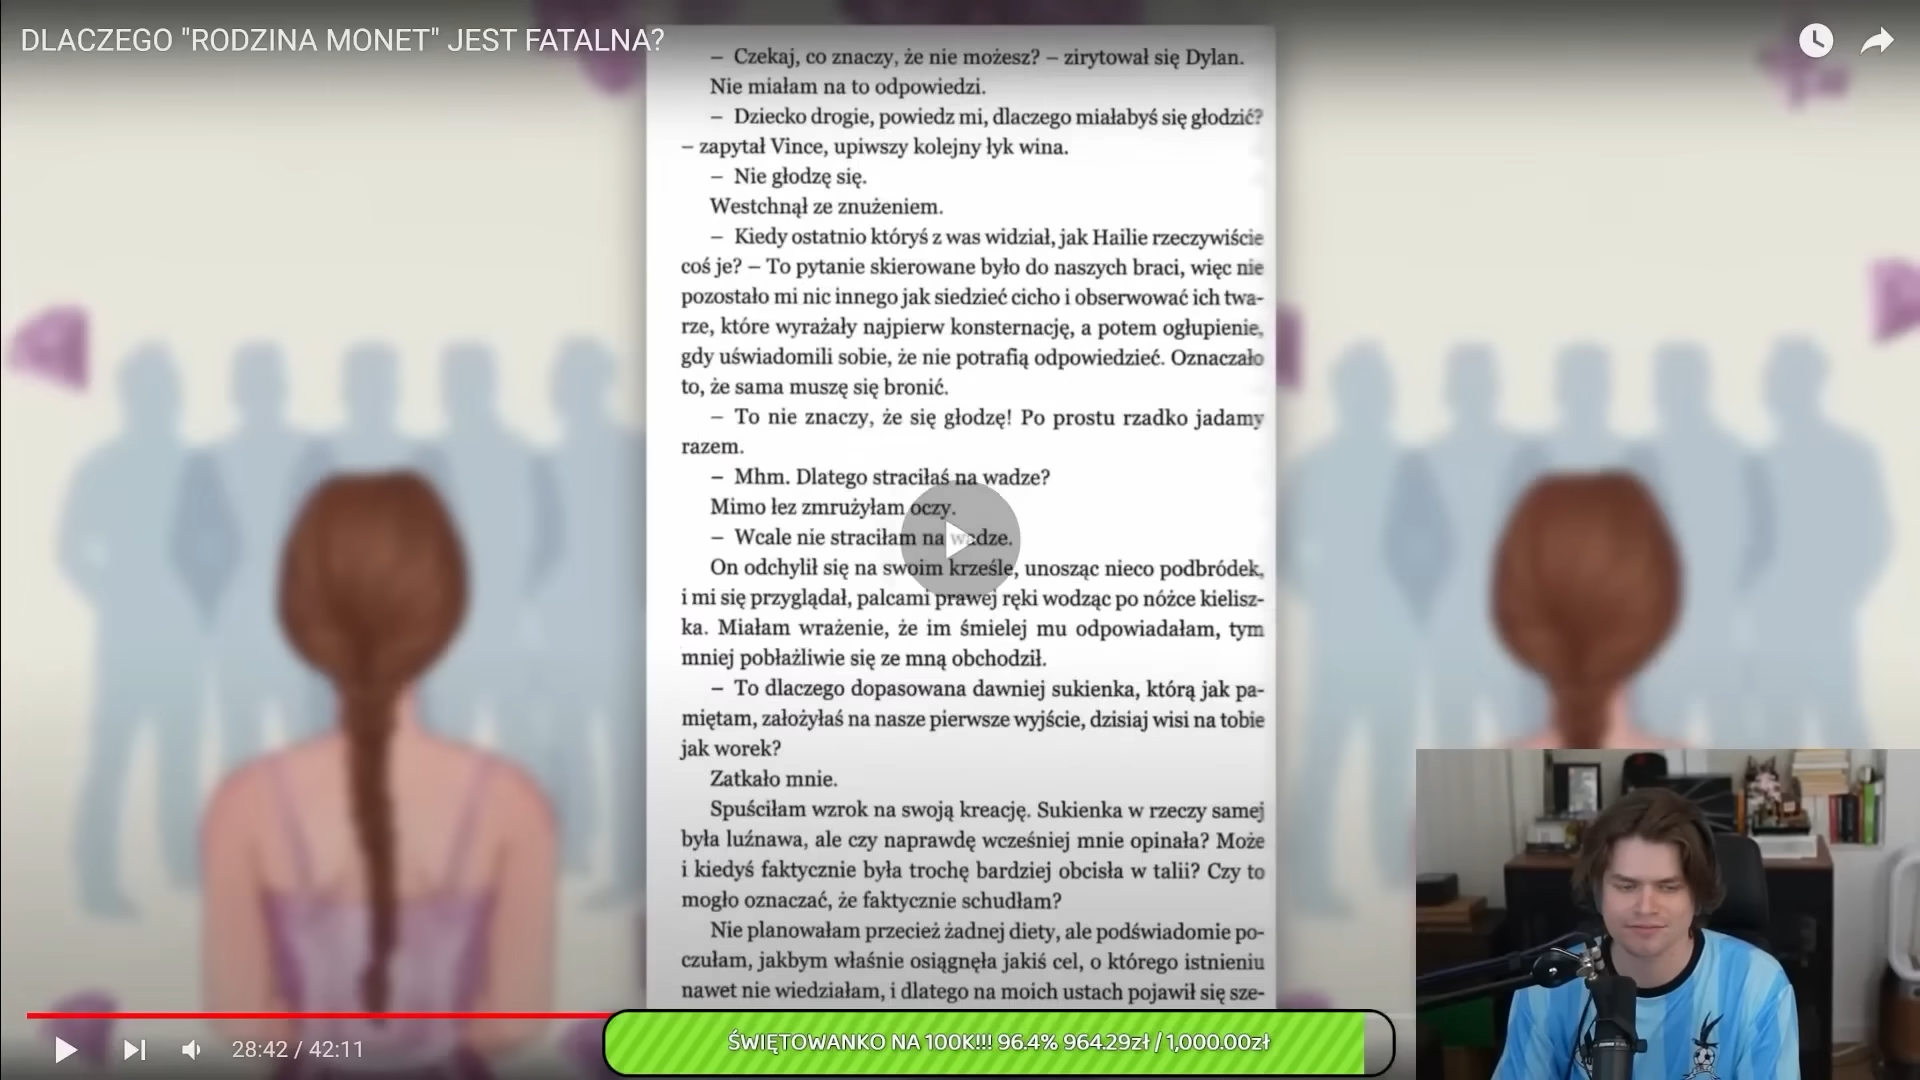 DLACZEGO "RODZINA MONET" JEST FATALNA?
– Czekaj, co znaczy, że nie możesz? – zirytował się Dylan.
Nie miałam na to odpowiedzi.
– Dziecko drogie, powiedz mi, dlaczego miałabyś się głodzić?
– zapytał Vince, upiwszy kolejny łyk wina.
– Nie głodzę się.
Westchnął ze znużeniem.
– Kiedy ostatnio któryś z was widział, jak Hailie rzeczywiście
coś je? – To pytanie skierowane było do naszych braci, więc nie
pozostało mi nic innego jak siedzieć cicho i obserwować ich twa-
rze, które wyrażały najpierw konsternację, a potem ogłupienie,
gdy uświadomili sobie, że nie potrafią odpowiedzieć. Oznaczało
to, że sama muszę się bronić.
– To nie znaczy, że się głodzę! Po prostu rzadko jadamy
razem.
– Mhm. Dlatego straciłaś na wadze?
Mimo łez zmrużyłam oczy.
– Wcale nie straciłam na wadze.
On odchylił się na swoim krześle, unosząc nieco podbródek,
i mi się przyglądał, palcami prawej ręki wodząc po nóżce kielisz-
ka. Miałam wrażenie, że im śmielej mu odpowiadałam, tym
mniej pobłażliwie się ze mną obchodził.
– To dlaczego dopasowana dawniej sukienka, którą jak pa-
miętam, założyłaś na nasze pierwsze wyjście, dzisiaj wisi na tobie
jak worek?
Zatkało mnie.
Spuściłam wzrok na swoją kreację. Sukienka w rzeczy samej
była luźnawa, ale czy naprawdę wcześniej mnie opinała? Może
i kiedyś faktycznie była trochę bardziej obcisła w talii? Czy to
mogło oznaczać, że faktycznie schudłam?
Nie planowałam przecież żadnej diety, ale podświadomie po-
czułam, jakbym właśnie osiągnęła jakiś cel, o którego istnieniu
nawet nie wiedziałam, i dlatego na moich ustach pojawił się sze-
28:42 / 42:11
ŚWIĘTOWANKO NA 100K!!! 96.4% 964.29zł / 1,000.00zł